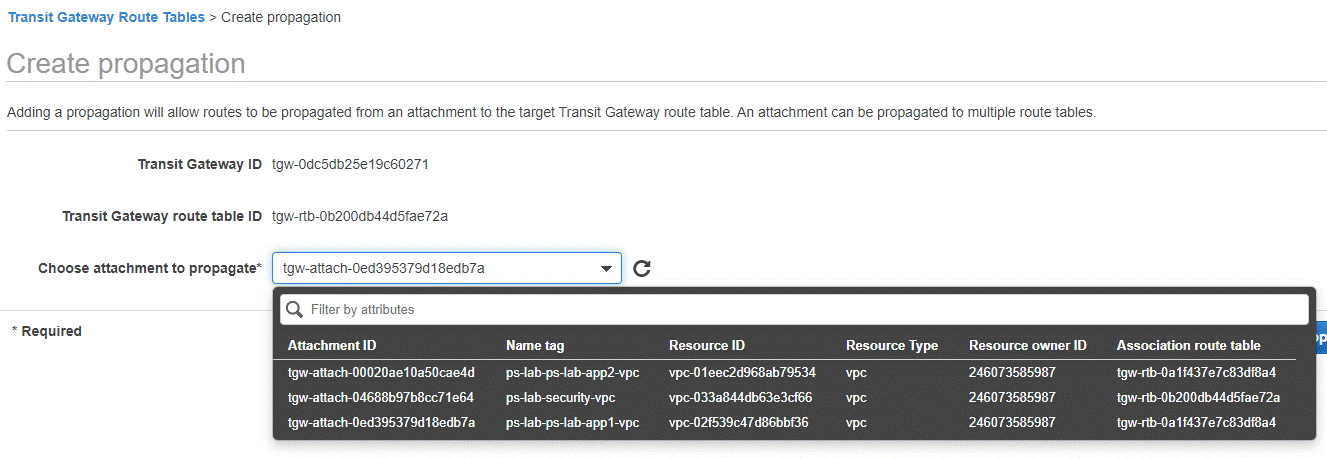 Transit Gateway Route Tables > Create propagation
Create propagation
Adding a propagation will allow routes to be propagated from an attachment to the target Transit Gateway route table. An attachment can be propagated to multiple route tables.
Transit Gateway ID tgw-0dc5db25e19c60271
Transit Gateway route table ID tgw-rtb-0b200db44d5fae72a
Choose attachment to propagate* tgw-attach-0ed395379d18edb7a
Filter by attributes
* Required
Attachment ID Name tag Resource ID Resource Type Resource owner ID Association route table
tgw-attach-00020ae10a50cae4d ps-lab-ps-lab-app2-vpc vpc-01eec2d968ab79534 vpc 246073585987 tgw-rtb-0a1f437e7c83df8a4
tgw-attach-04688b97b8cc71e64 ps-lab-security-vpc vpc-033a844db63e3cf66 vpc 246073585987 tgw-rtb-0b200db44d5fae72a
tgw-attach-0ed395379d18edb7a ps-lab-ps-lab-app1-vpc vpc-02f539c47d86bbf36 vpc 246073585987 tgw-rtb-0a1f437e7c83df8a4